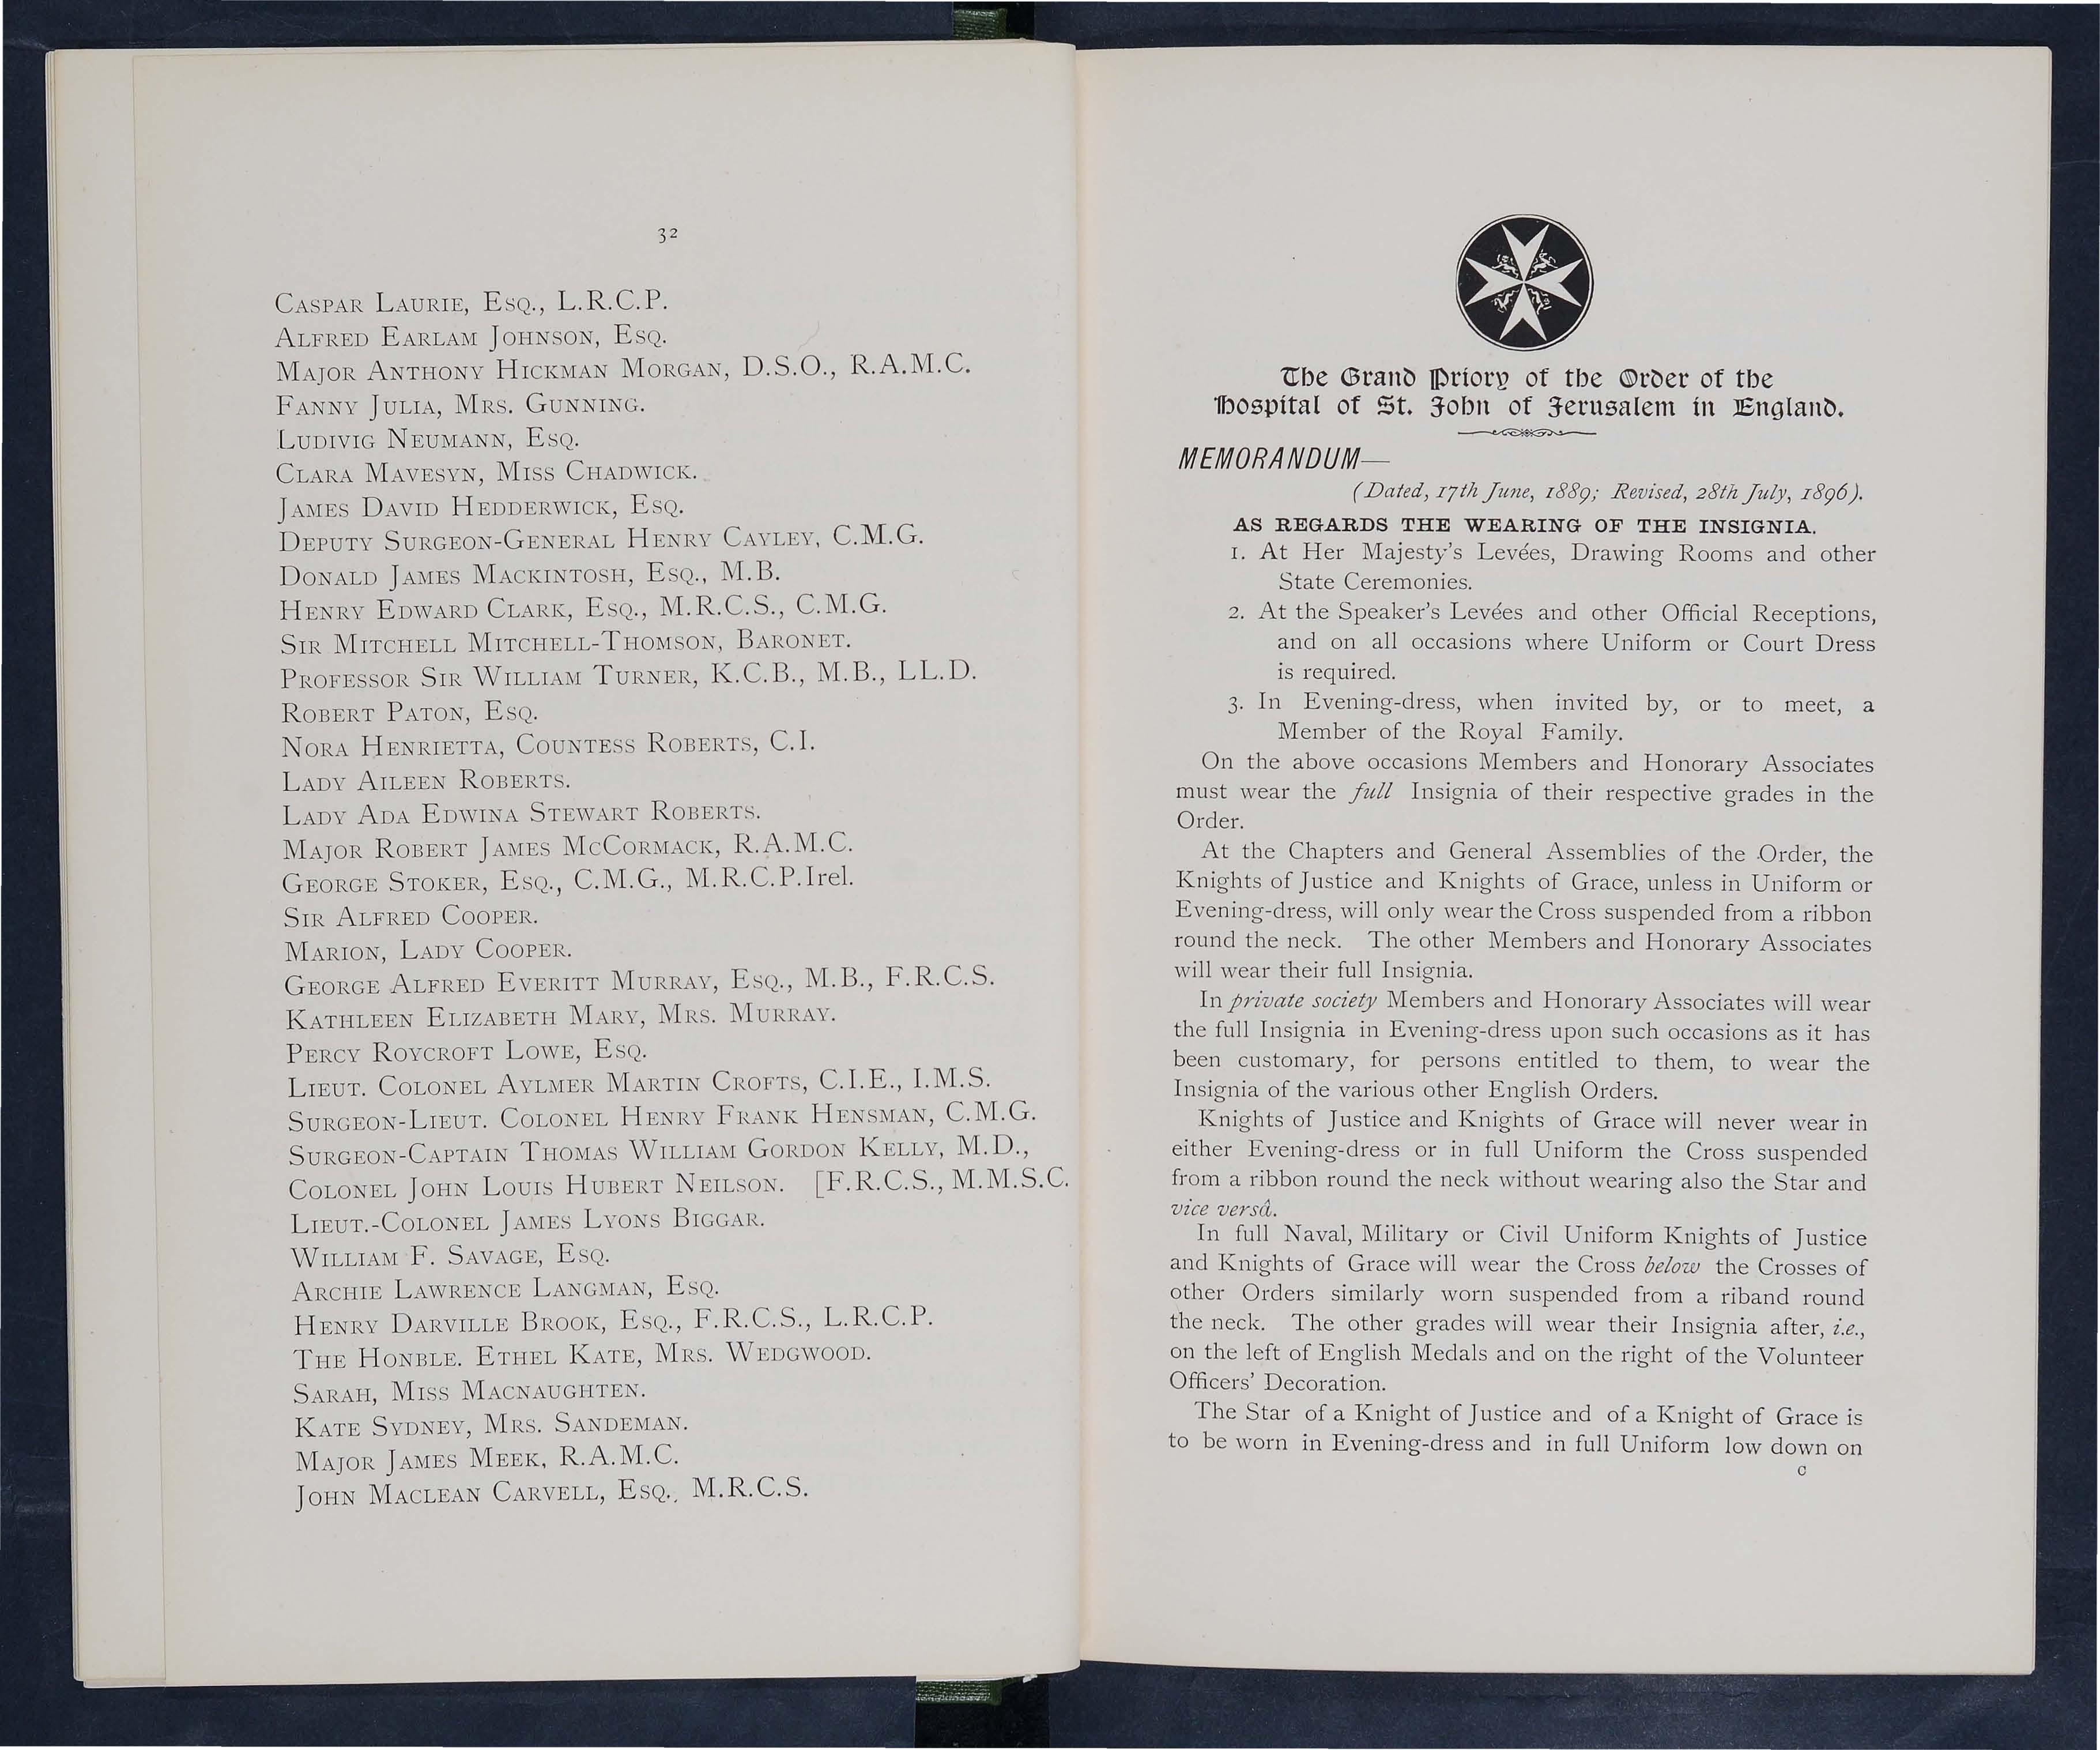 32
CASPAR LAURIE, ESQ., L.R.C.P.
ALFRED EARLAM JOHNSON, ESQ.
MAJOR ANTHONY HICKMAN MORGAN, D.S.O., R.A.M.C.
FANNY JULIA, MRS. GUNNING.
LUDIVIG NEUMANN, ESQ.
CLARA MAVESYN, MISS CHADWICK.
JAMES DAVID HEDDERWICK, ESQ.
DEPUTY SURGEON-GENERAL HENRY CAYLEY, C.M.G.
DONALD JAMES MACKINTOSH, ESQ., M.B.
HENRY EDWARD CLARK, ESQ., M.R.C.S., C.M.G.
SIR MITCHELL MITCHELL-THOMSON, BARONET.
PROFESSOR SIR WILLIAM TURNER, K.C.B., M.B., LL.D.
ROBERT PATON, ESQ.
NORA HENRIETTA, COUNTESS ROBERTS, C.I.
LADY AILEEN ROBERTS.
LADY ADA EDWINA STEWART ROBERTS.
MAJOR ROBERT JAMES MCCORMACK, R.A.M.C.
GEORGE STOKER, ESQ., C.M.G., M.R.C.P.Irel.
SIR ALFRED COOPER.
MARION, LADY COOPER.
GEORGE ALFRED EVERITT MURRAY, ESQ., M.B., F.R.C.S.
KATHLEEN ELIZABETH MARY, MRS. MURRAY.
PERCY ROYCROFT LOWE, ESQ.
LIEUT. COLONEL AYLMER MARTIN CROFTS, C.I.E., I.M.S.
SURGEON-LIEUT. COLONEL HENRY FRANK HENSMAN, C.M.G.
SURGEON-CAPTAIN THOMAS WILLIAM GORDON KELLY, M.D.,
COLONEL JOHN LOUIS HUBERT NEILSON. [F.R.C.S., M.M.S.C.
LIEUT.-COLONEL JAMES LYONS BIGGAR.
WILLIAM F. SAVAGE, ESQ.
ARCHIE LAWRENCE LANGMAN, ESQ.
HENRY DARVILLE BROOK, ESQ., F.R.C.S., L.R.C.P.
THE HONBLE. ETHEL KATE, MRS. WEDGWOOD.
SARAH, MISS MACNAUGHTEN.
KATE SYDNEY, MRS. SANDEMAN.
MAJOR JAMES MEEK, R.A.M.C.
JOHN MACLEAN CARVELL, ESQ., M.R.C.S.
The Grand Priory of the Order of the
Hospital of St. John of Jerusalem in England.
MEMORANDUM—
(Dated, 17th June, 1889; Revised, 28th July, 1896).
AS REGARDS THE WEARING OF THE INSIGNIA.
1. At Her Majesty's Levées, Drawing Rooms and other
State Ceremonies.
2. At the Speaker's Levées and other Official Receptions,
and on all occasions where Uniform or Court Dress
is required.
3. In Evening-dress, when invited by, or to meet, a
Member of the Royal Family.
On the above occasions Members and Honorary Associates
must wear the full Insignia of their respective grades in the
Order.
At the Chapters and General Assemblies of the Order, the
Knights of Justice and Knights of Grace, unless in Uniform or
Evening-dress, will only wear the Cross suspended from a ribbon
round the neck. The other Members and Honorary Associates
will wear their full Insignia.
In private society Members and Honorary Associates will wear
the full Insignia in Evening-dress upon such occasions as it has
been customary, for persons entitled to them, to wear the
Insignia of the various other English Orders.
Knights of Justice and Knights of Grace will never wear in
either Evening-dress or in full Uniform the Cross suspended
from a ribbon round the neck without wearing also the Star and
vice versâ.
In full Naval, Military or Civil Uniform Knights of Justice
and Knights of Grace will wear the Cross below the Crosses of
other Orders similarly worn suspended from a riband round
the neck. The other grades will wear their Insignia after, i.e.,
on the left of English Medals and on the right of the Volunteer
Officers' Decoration.
The Star of a Knight of Justice and of a Knight of Grace is
to be worn in Evening-dress and in full Uniform low down on
C